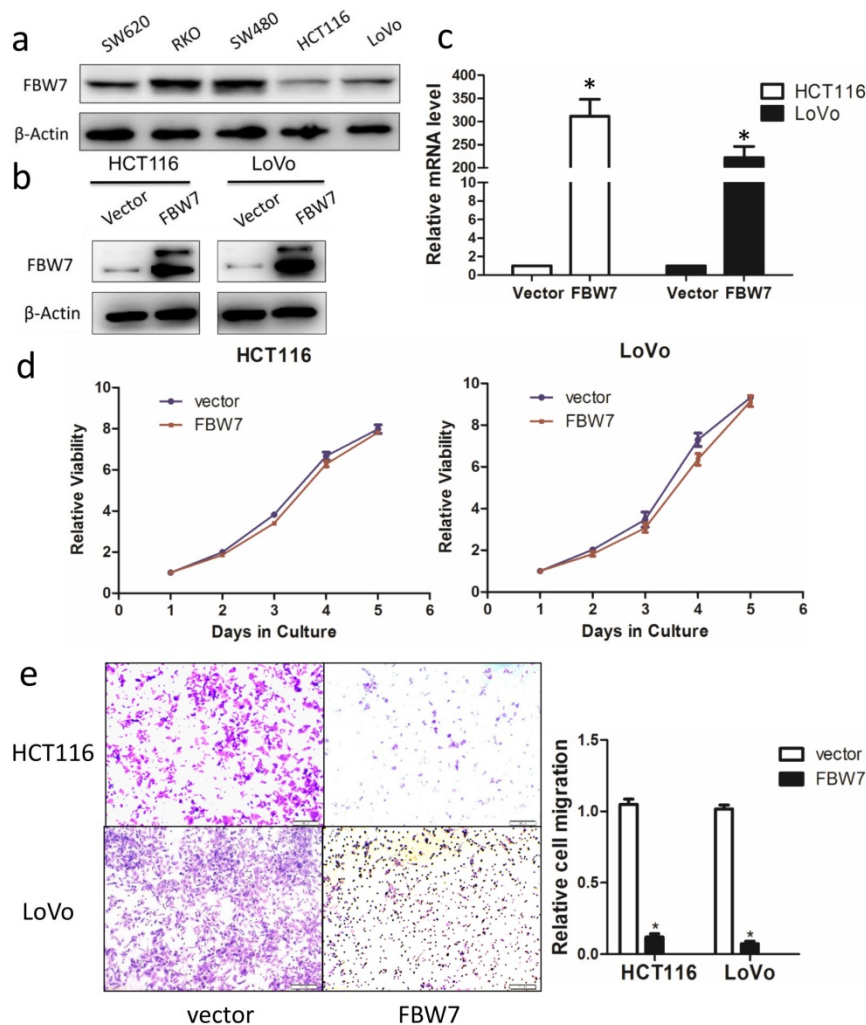 a
SW620 RKO SW480 HCT116 LoVo
FBW7
β-Actin
b
HCT116 LoVo
Vector FBW7 Vector FBW7
FBW7
β-Actin
c
Relative mRNA level
400
350
300
250
200
150
100
10
8
6
4
2
0
* *
Vector FBW7 Vector FBW7
HCT116
LoVo
d
HCT116
Relative Viability
10
8
6
4
2
0
vector
FBW7
0 1 2 3 4 5 6
Days in Culture
LoVo
Relative Viability
10
8
6
4
2
0
vector
FBW7
0 1 2 3 4 5 6
Days in Culture
e
HCT116
LoVo
vector FBW7
Relative cell migration
1.5
1.0
0.5
0.0
* *
HCT116 LoVo
vector
FBW7